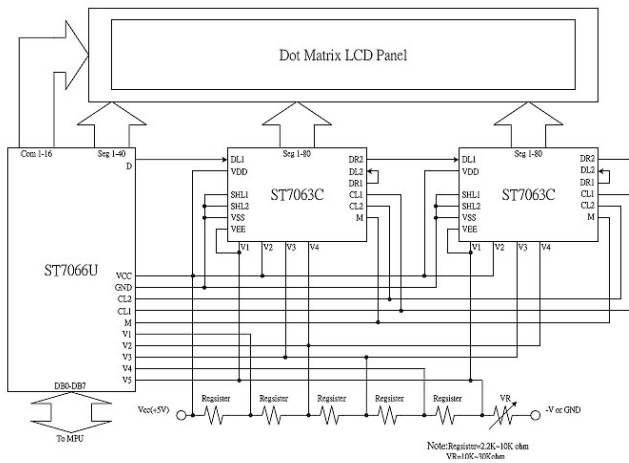 Dot Matrix LCD Panel
Com 1-16 Seg 1-40 Seg 1-80 Seg 1-80
D DL1 DR2 DL1 DR2
VDD DL2 VDD DL2
DR1 DR1
ST7063C ST7063C
SHL1 CL1 SHL1 CL1
SHL2 CL2 SHL2 CL2
VSS M VSS M
VEE VEE
V1 V2 V3 V4 V1 V2 V3 V4
ST7066U
VCC
GND
CL2
CL1
M
V1
V2
V3
V4
V5
DB0-DB7
To MPU
Vcc(+5V) Regsister Regsister Regsister Regsister Regsister VR -V or GND
Note:Regsister=2.2K~10K ohm
VR=10K~30Kohm